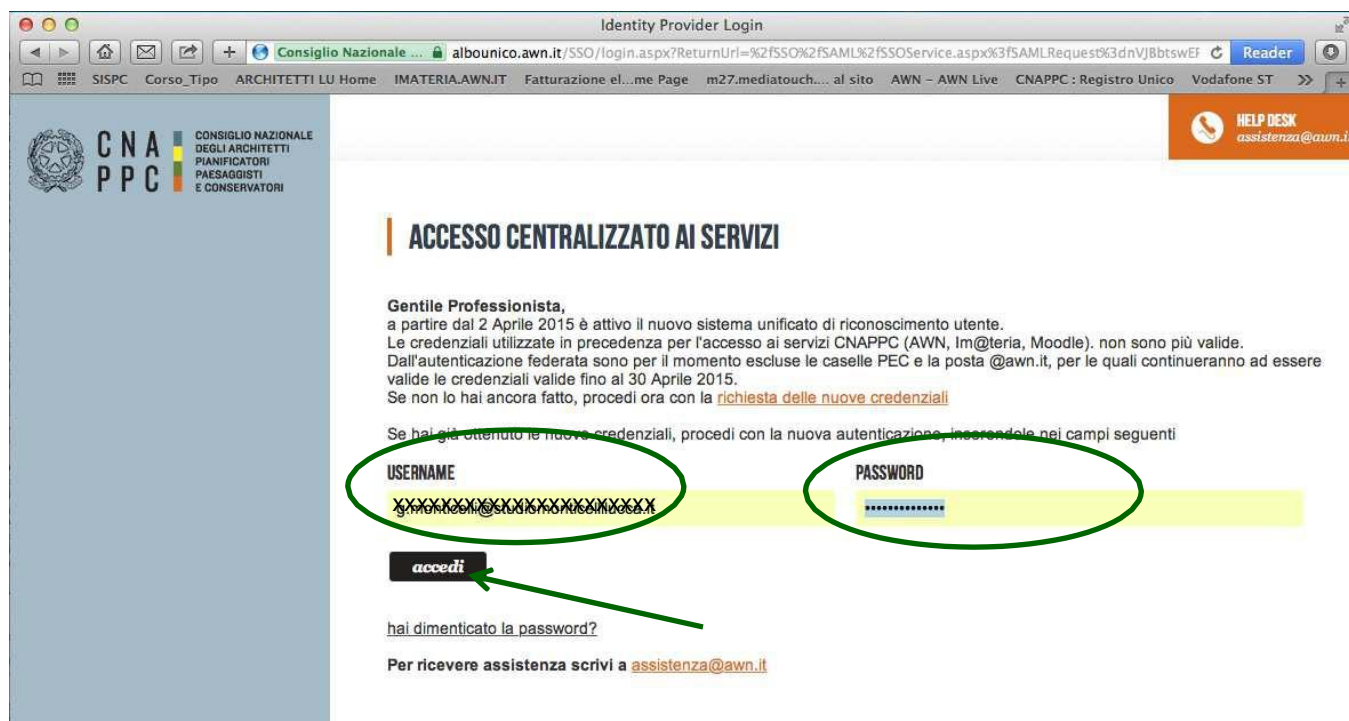 Identity Provider Login
Consiglio Nazionale ... albounico.awn.it/SSO/login.aspx?ReturnUrl=%2fSSO%2fSAML%2fSSOService.aspx%3fSAMLRequest%3dnVJBbtswEF Reader
SISPC Corso_Tipo ARCHITETTI LU Home IMATERIA.AWN.IT Fatturazione el...me Page m27.mediatouch.... al sito AWN – AWN Live CNAPPC : Registro Unico Vodafone ST >> +
CNA
PPC
CONSIGLIO NAZIONALE
DEGLI ARCHITETTI
PIANIFICATORI
PAESAGGISTI
E CONSERVATORI
HELP DESK
assistenza@awn.it
ACCESSO CENTRALIZZATO AI SERVIZI
Gentile Professionista,
a partire dal 2 Aprile 2015 è attivo il nuovo sistema unificato di riconoscimento utente.
Le credenziali utilizzate in precedenza per l'accesso ai servizi CNAPPC (AWN, Im@teria, Moodle). non sono più valide.
Dall'autenticazione federata sono per il momento escluse le caselle PEC e la posta @awn.it, per le quali continueranno ad essere
valide le credenziali valide fino al 30 Aprile 2015.
Se non lo hai ancora fatto, procedi ora con la richiesta delle nuove credenziali
Se hai già ottenuto le nuove credenziali, procedi con la nuova autenticazione, inserendole nei campi seguenti
USERNAME
PASSWORD
XXXXXXXXXXXXXXXXXXXXXX
••••••••••••••
accedi
hai dimenticato la password?
Per ricevere assistenza scrivi a assistenza@awn.it